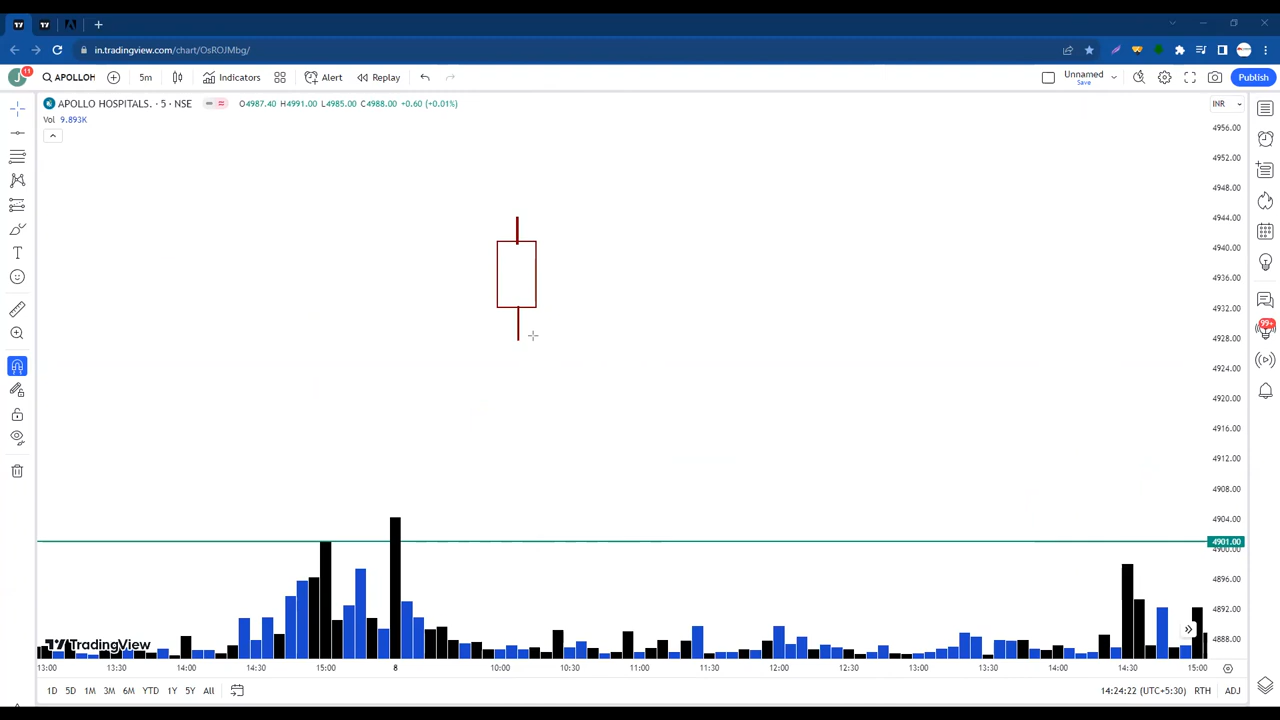 in.tradingview.com/chart/OsROJMbg/
J 11 APOLLOH 5m Indicators Alert Replay Unnamed Save Publish
APOLLO HOSPITALS. · 5 · NSE O4987.40 H4991.00 L4985.00 C4988.00 +0.60 (+0.01%) INR
Vol 9.893K
4956.00
4952.00
4948.00
4944.00
4940.00
4936.00
4932.00
99+
4928.00
4924.00
4920.00
4916.00
4912.00
4908.00
4904.00
4901.00
4900.00
4896.00
4892.00
4888.00
TradingView
13:00 13:30 14:00 14:30 15:00 8 10:00 10:30 11:00 11:30 12:00 12:30 13:00 13:30 14:00 14:30 15:00
1D 5D 1M 3M 6M YTD 1Y 5Y All 14:24:22 (UTC+5:30) RTH ADJ